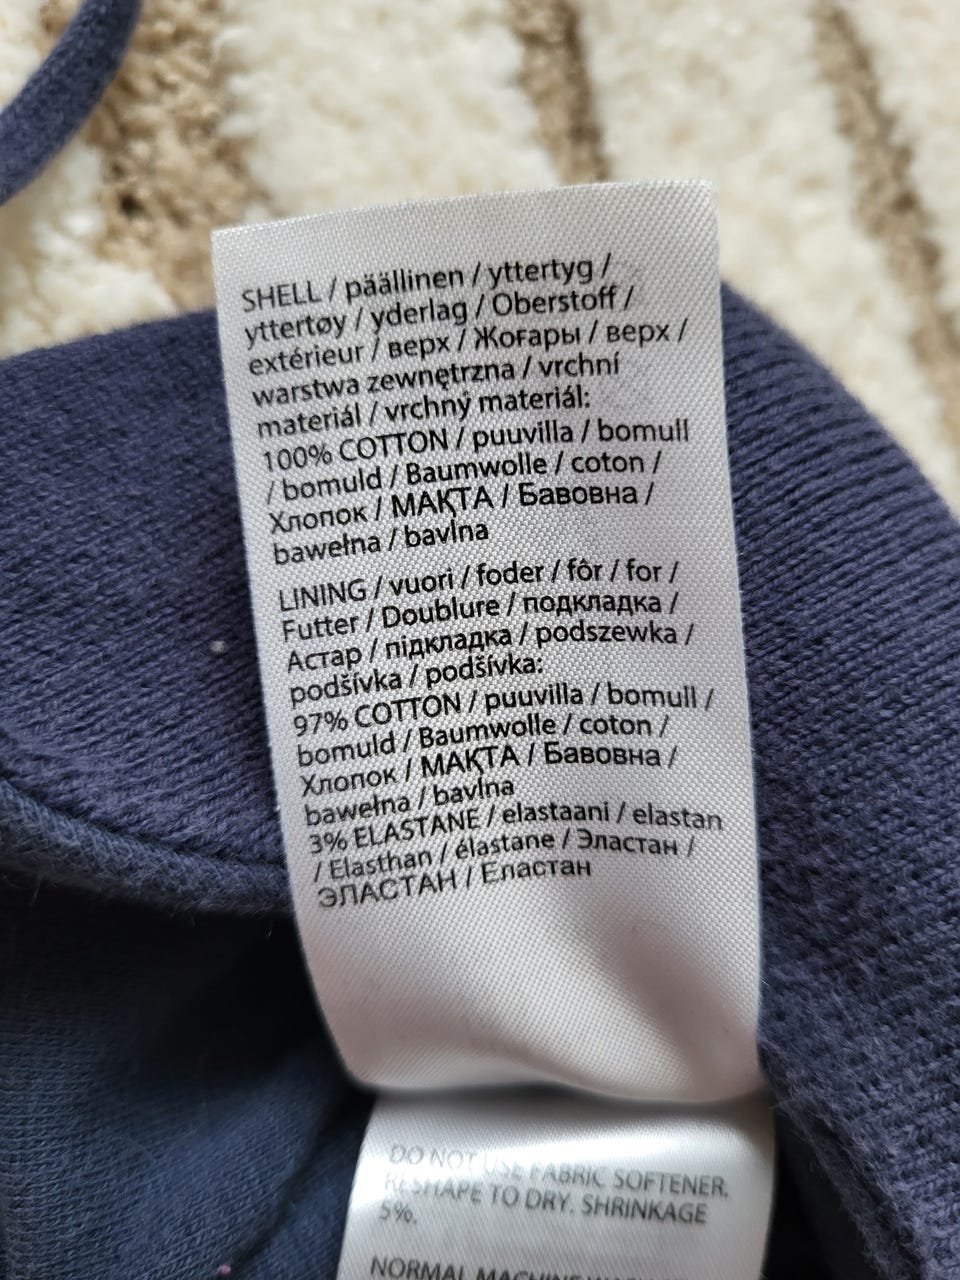 SHELL / päällinen / yttertyg /
yttertøy / yderlag / Oberstoff /
extérieur / верх / Жоғары / верх /
warstwa zewnętrzna / vrchní
materiál / vrchný materiál:
100% COTTON / puuvilla / bomull
/ bomuld / Baumwolle / coton /
Хлопок / МАҚТА / Бавовна /
bawełna / bavlna
LINING / vuori / foder / fôr / for /
Futter / Doublure / подкладка /
Астар / підкладка / podszewka /
podšívka / podšívka:
97% COTTON / puuvilla / bomull /
bomuld / Baumwolle / coton /
Хлопок / МАҚТА / Бавовна /
bawełna / bavlna
3% ELASTANE / elastaani / elastan
/ Elasthan / élastane / Эластан /
ЭЛАСТАН / Еластан
DO NOT USE FABRIC SOFTENER.
RESHAPE TO DRY. SHRINKAGE
5%.
NORMAL MACHINE